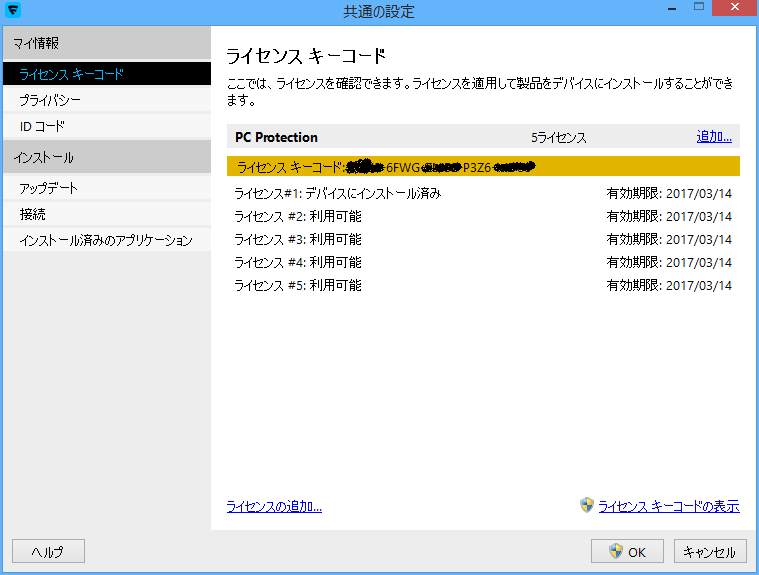 共通の設定
マイ情報
ライセンス キーコード
プライバシー
ID コード
インストール
アップデート
接続
インストール済みのアプリケーション
ライセンス キーコード
ここでは、ライセンスを確認できます。ライセンスを適用して製品をデバイスにインストールすることができ
ます。
PC Protection 5ライセンス 追加...
ライセンス キーコード: -6FWG- -P3Z6-
ライセンス#1: デバイスにインストール済み 有効期限: 2017/03/14
ライセンス #2: 利用可能 有効期限: 2017/03/14
ライセンス #3: 利用可能 有効期限: 2017/03/14
ライセンス #4: 利用可能 有効期限: 2017/03/14
ライセンス #5: 利用可能 有効期限: 2017/03/14
ライセンスの追加... ライセンス キーコードの表示
ヘルプ OK キャンセル